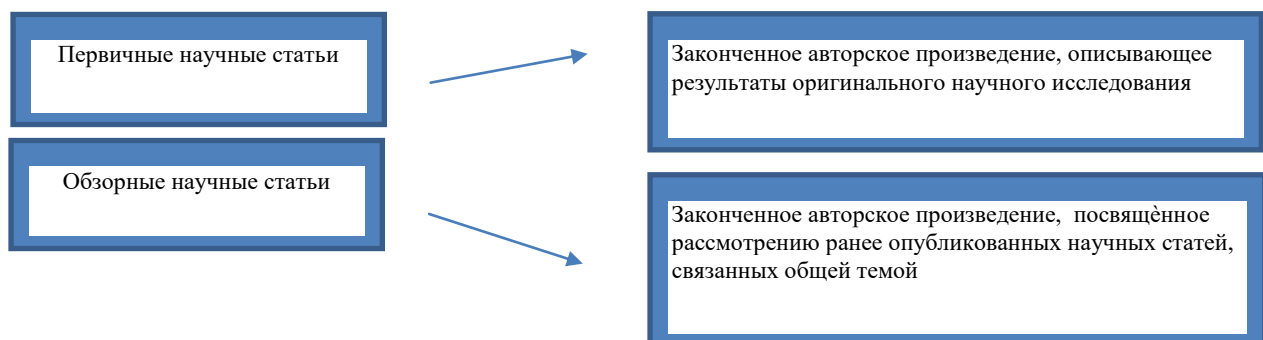 Первичные научные статьи
Законченное авторское произведение, описывающее
результаты оригинального научного исследования
Обзорные научные статьи
Законченное авторское произведение,  посвящѐнное
рассмотрению ранее опубликованных научных статей,
связанных общей темой